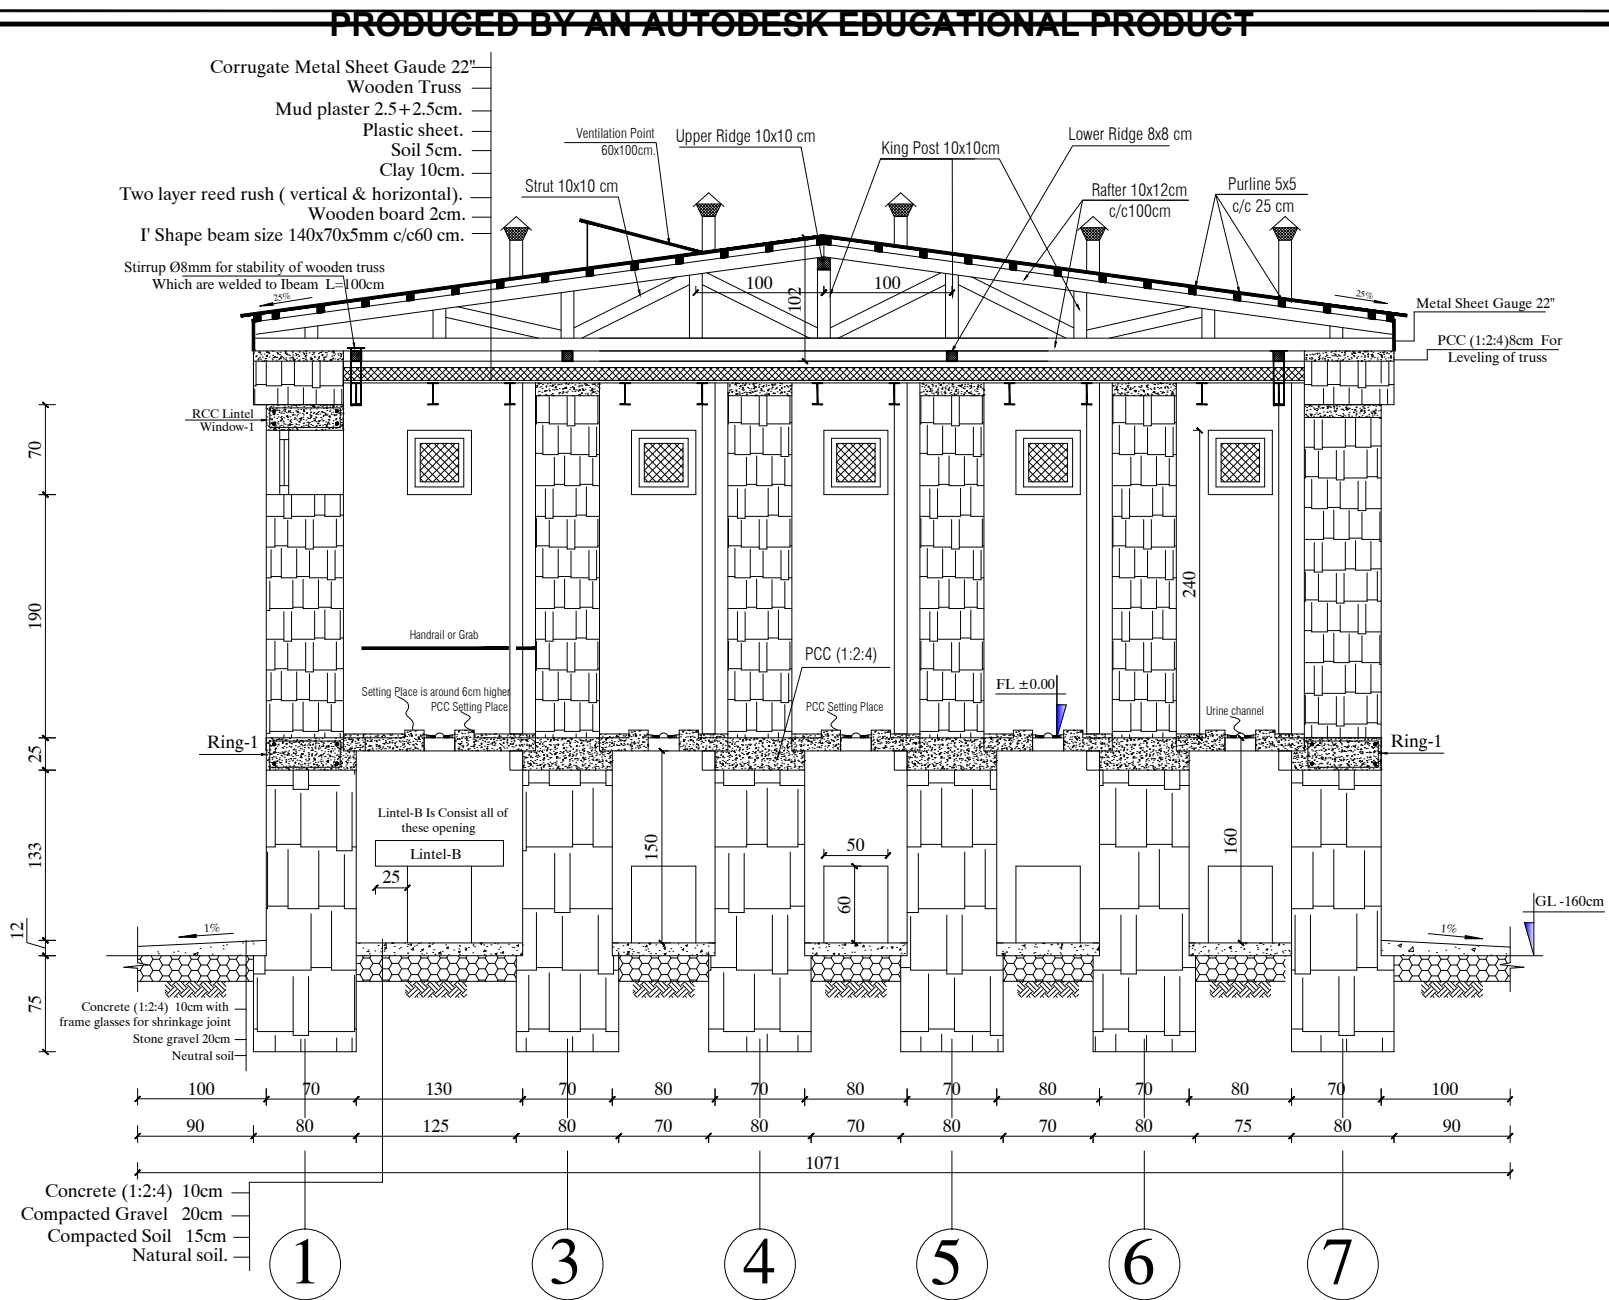 PRODUCED BY AN AUTODESK EDUCATIONAL PRODUCT
Corrugate Metal Sheet Gaude 22"
Wooden Truss
Mud plaster 2.5+2.5cm.
Plastic sheet.
Soil 5cm.
Clay 10cm.
Two layer reed rush ( vertical & horizontal).
Wooden board 2cm.
I' Shape beam size 140x70x5mm c/c60 cm.
Stirrup Ø8mm for stability of wooden truss
Which are welded to Ibeam L=100cm
Ventilation Point
60x100cm.
Strut 10x10 cm
Upper Ridge 10x10 cm
King Post 10x10cm
Lower Ridge 8x8 cm
Rafter 10x12cm
c/c100cm
Purline 5x5
c/c 25 cm
25%
25%
100
100
102
Metal Sheet Gauge 22"
PCC (1:2:4)8cm For
Leveling of truss
RCC Lintel
Window-1
70
190
25
133
12
75
240
Handrail or Grab
PCC (1:2:4)
Setting Place is around 6cm higher
PCC Setting Place
PCC Setting Place
FL ±0.00
Urine channel
Ring-1
Ring-1
Lintel-B Is Consist all of
these opening
Lintel-B
25
150
50
60
160
1%
1%
GL -160cm
Concrete (1:2:4) 10cm with
frame glasses for shrinkage joint
Stone gravel 20cm
Neutral soil
100 70 130 70 80 70 80 70 80 70 80 70 100
90 80 125 80 70 80 70 80 70 80 75 80 90
1071
Concrete (1:2:4) 10cm
Compacted Gravel 20cm
Compacted Soil 15cm
Natural soil.
1 3 4 5 6 7